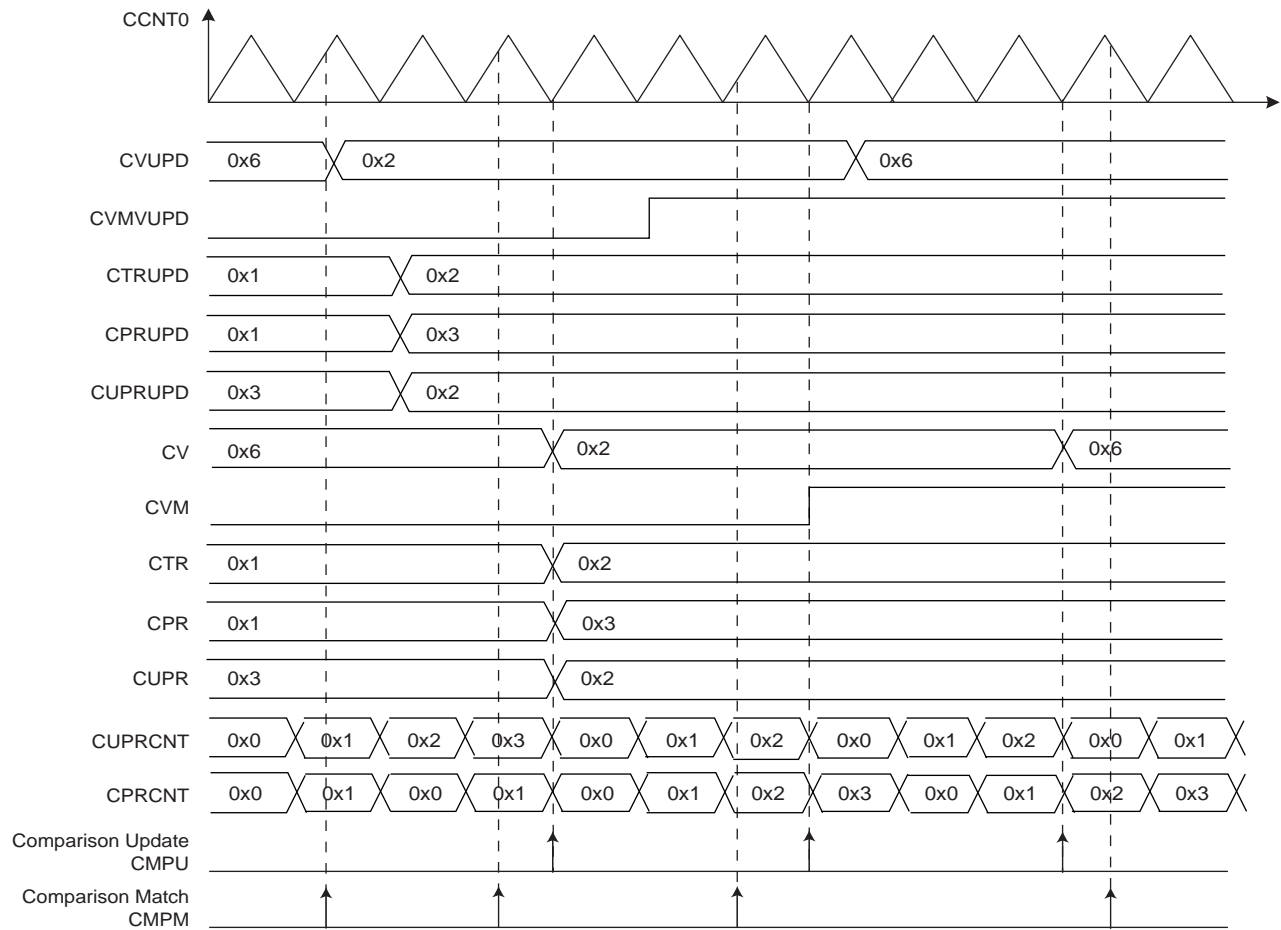 CCNT0
CVUPD 0x6 0x2 0x6
CVMVUPD
CTRUPD 0x1 0x2
CPRUPD 0x1 0x3
CUPRUPD 0x3 0x2
CV 0x6 0x2 0x6
CVM
CTR 0x1 0x2
CPR 0x1 0x3
CUPR 0x3 0x2
CUPRCNT 0x0 0x1 0x2 0x3 0x0 0x1 0x2 0x0 0x1 0x2 0x0 0x1
CPRCNT 0x0 0x1 0x0 0x1 0x0 0x1 0x2 0x3 0x0 0x1 0x2 0x3
Comparison Update
CMPU
Comparison Match
CMPM